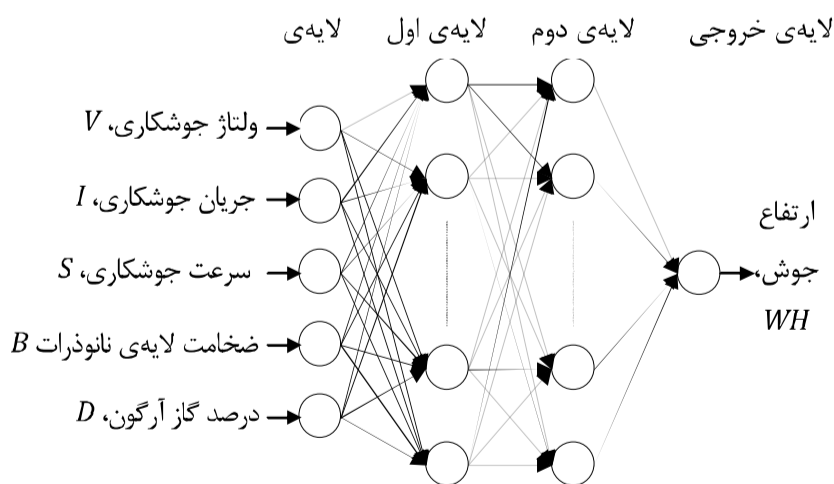 لایه‌ی خروجی
لایه‌ی دوم
لایه‌ی اول
لایه‌ی
ولتاژ جوشکاری، V
جریان جوشکاری، I
سرعت جوشکاری، S
ضخامت لایه‌ی نانوذرات B
درصد گاز آرگون، D
ارتفاع
جوش،
WH